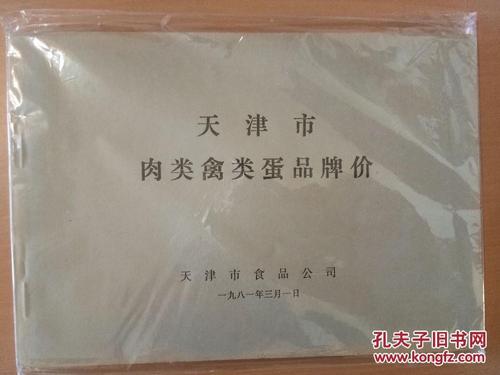 天津市
肉类禽类蛋品牌价
天津市食品公司
一九八一年三月一日
孔夫子旧书网
www.kongfz.com